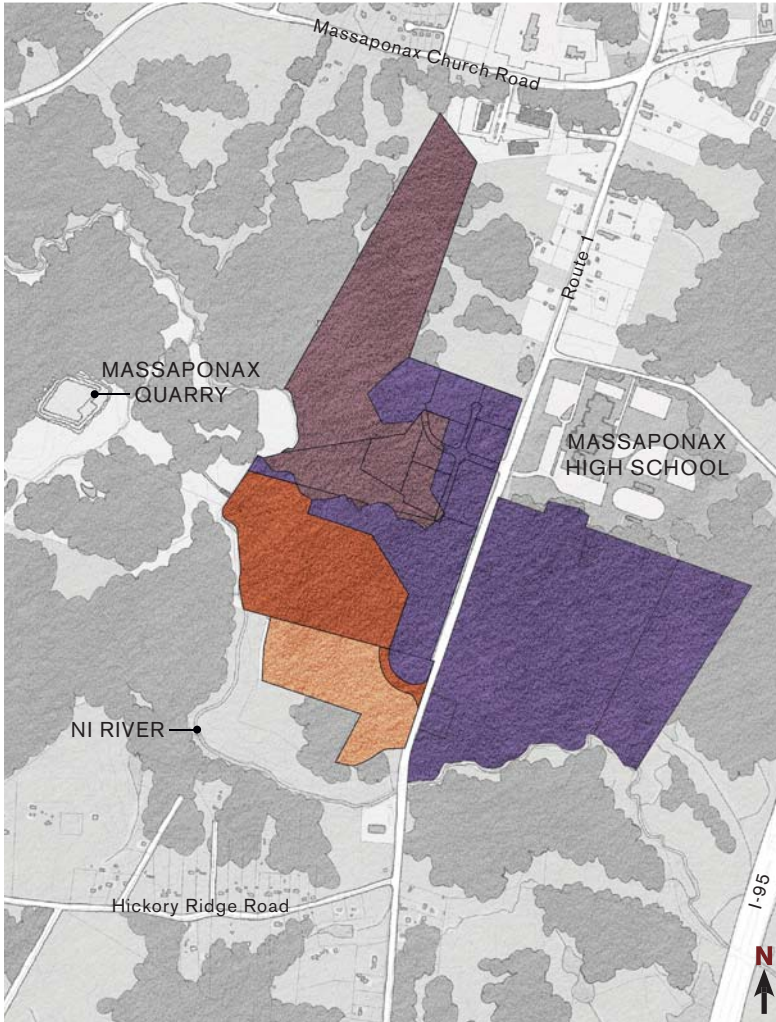 Massaponax Church Road
Route 1
MASSAPONAX
QUARRY
MASSAPONAX
HIGH SCHOOL
NI RIVER
I-95
Hickory Ridge Road
N